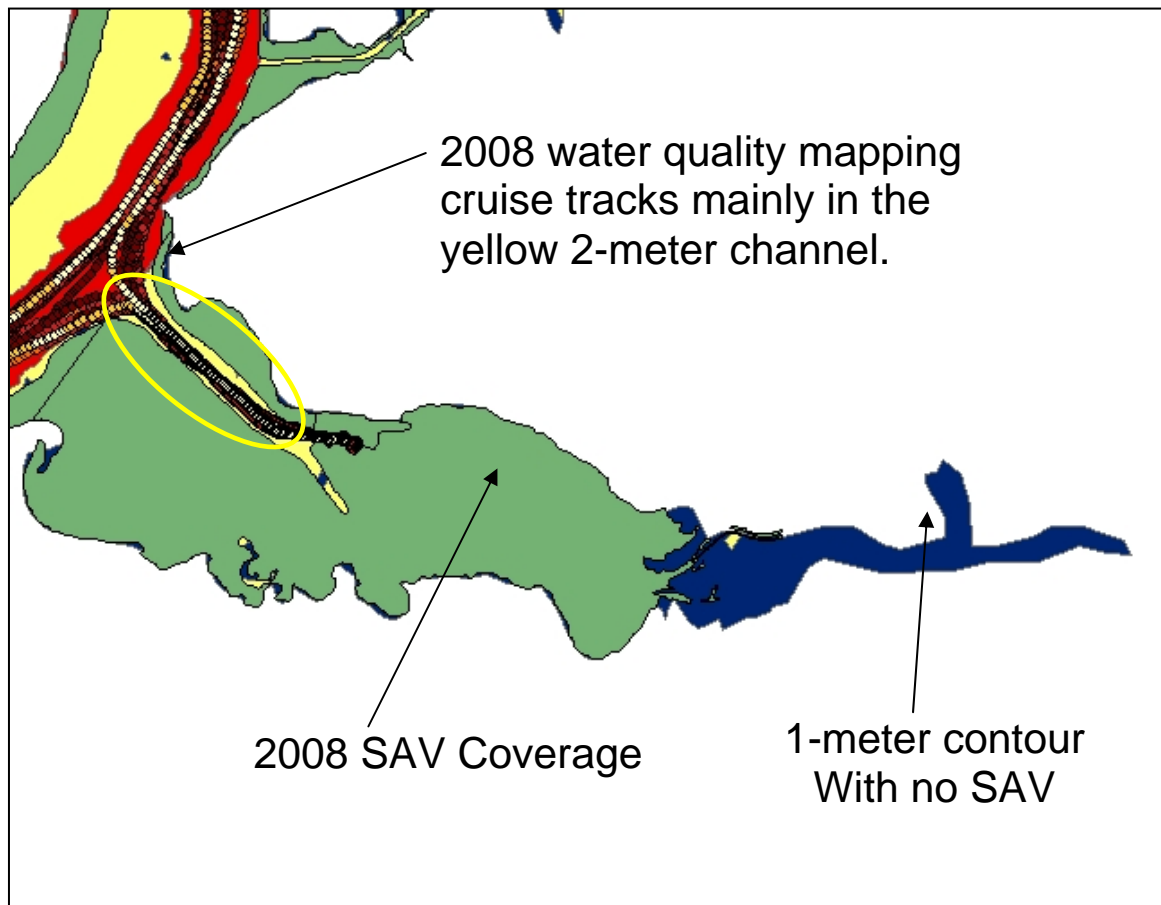 2008 water quality mapping
cruise tracks mainly in the
yellow 2-meter channel.
2008 SAV Coverage
1-meter contour
With no SAV